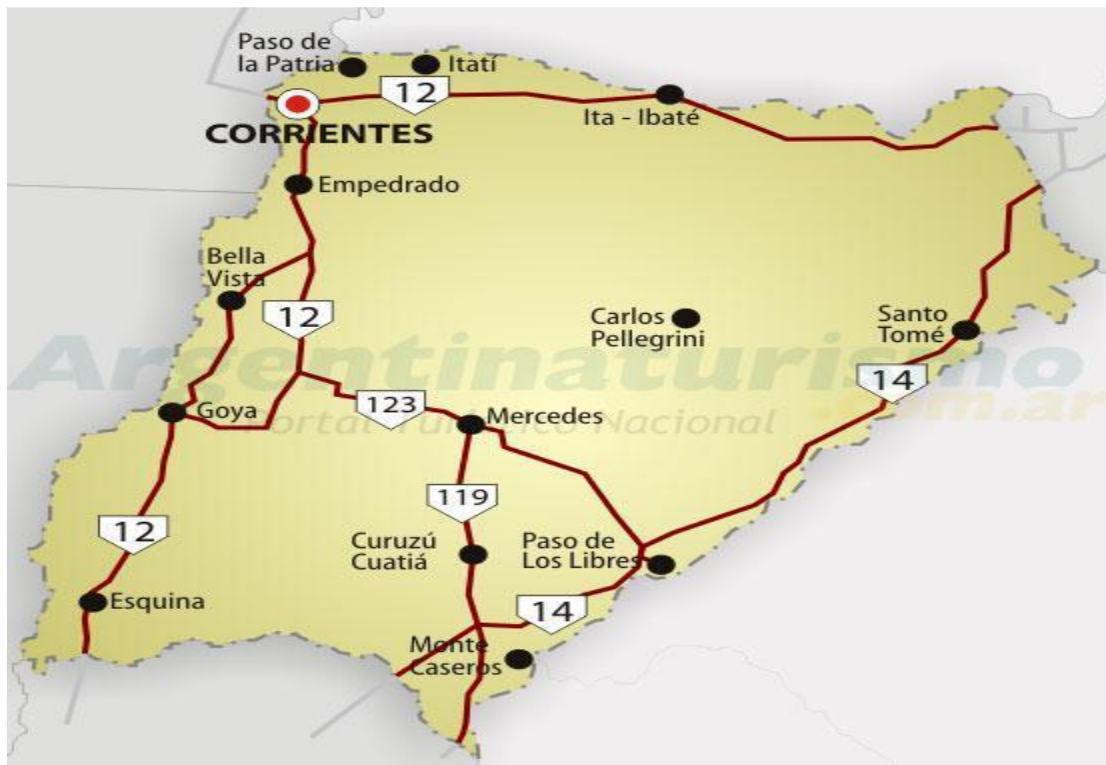 Paso de
la Patria
Itatí
12
CORRIENTES
Ita - Ibaté
Empedrado
Bella
Vista
12
Carlos
Pellegrini
Santo
Tomé
Argentinaturismo
.com.ar
Portal Turístico Nacional
14
123
Goya
Mercedes
119
12
Curuzú
Cuatiá
Paso de
Los Libres
14
Esquina
Monte
Caseros